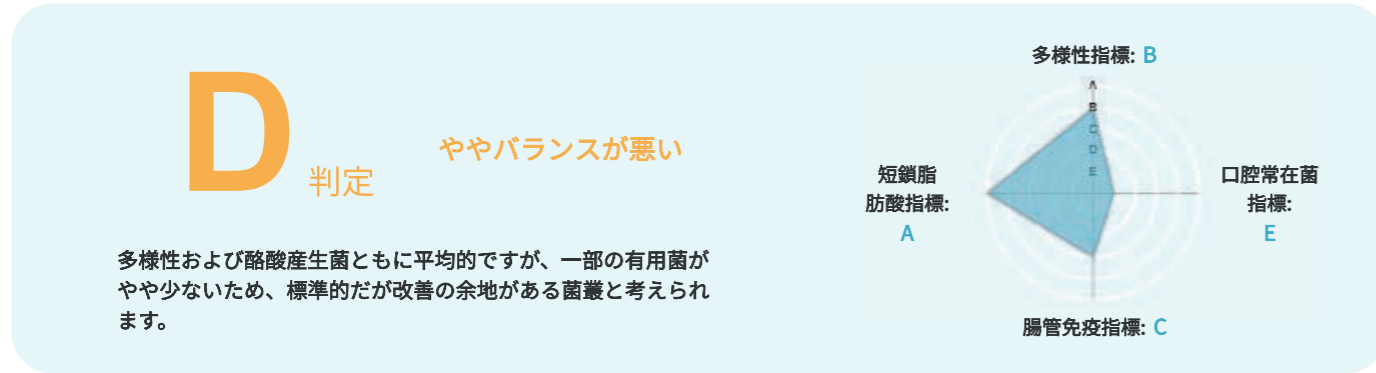 D 判定
ややバランスが悪い
多様性および酪酸産生菌ともに平均的ですが、一部の有用菌が
やや少ないため、標準的だが改善の余地がある菌叢と考えられ
ます。
多様性指標: B
A
B
C
D
E
短鎖脂
肪酸指標:
A
口腔常在菌
指標:
E
腸管免疫指標: C